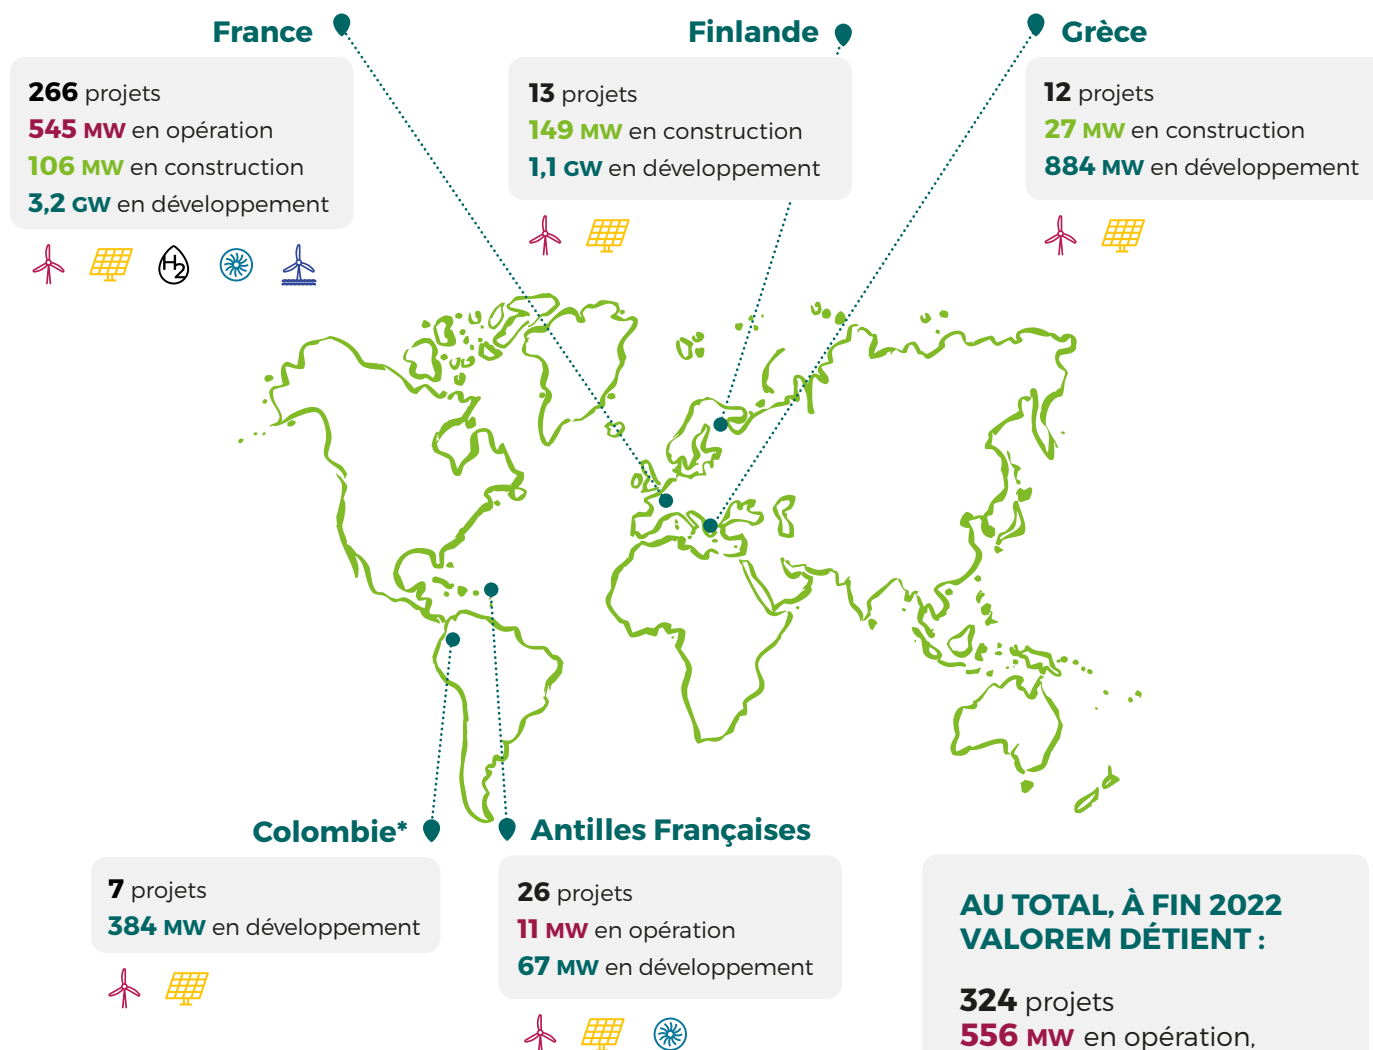 France
266 projets
545 MW en opération
106 MW en construction
3,2 GW en développement
H2
Finlande
13 projets
149 MW en construction
1,1 GW en développement
Grèce
12 projets
27 MW en construction
884 MW en développement
Colombie*
7 projets
384 MW en développement
Antilles Françaises
26 projets
11 MW en opération
67 MW en développement
AU TOTAL, À FIN 2022
VALOREM DÉTIENT :
324 projets
556 MW en opération,